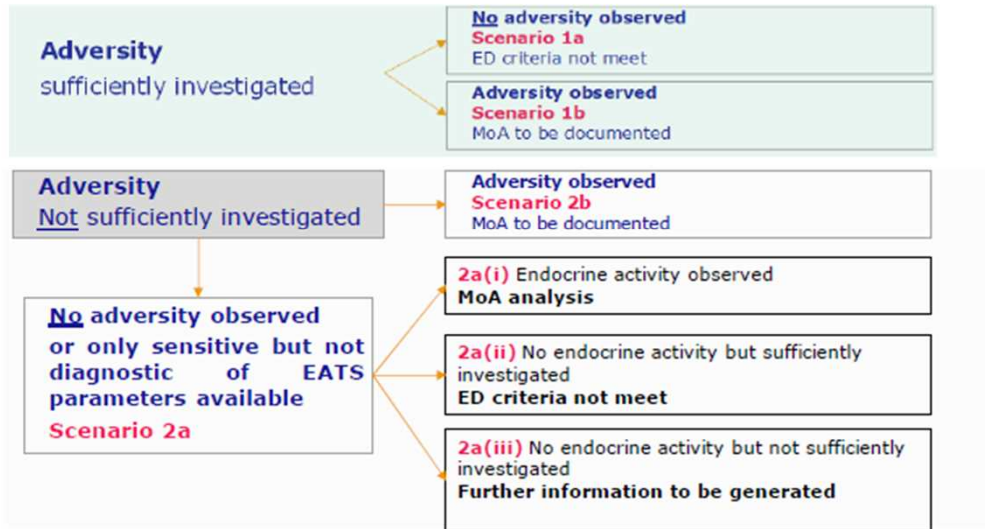 Adversity
sufficiently investigated
No adversity observed
Scenario 1a
ED criteria not meet
Adversity observed
Scenario 1b
MoA to be documented
Adversity
Not sufficiently investigated
Adversity observed
Scenario 2b
MoA to be documented
No adversity observed
or only sensitive but not
diagnostic of EATS
parameters available
Scenario 2a
2a(i) Endocrine activity observed
MoA analysis
2a(ii) No endocrine activity but sufficiently
investigated
ED criteria not meet
2a(iii) No endocrine activity but not sufficiently
investigated
Further information to be generated